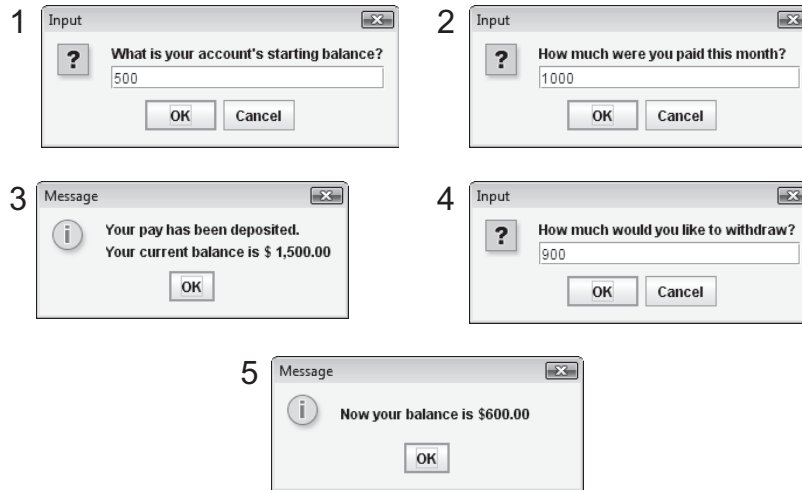 1
Input
What is your account's starting balance?
500
OK Cancel
2
Input
How much were you paid this month?
1000
OK Cancel
3
Message
Your pay has been deposited.
Your current balance is $ 1,500.00
OK
4
Input
How much would you like to withdraw?
900
OK Cancel
5
Message
Now your balance is $600.00
OK